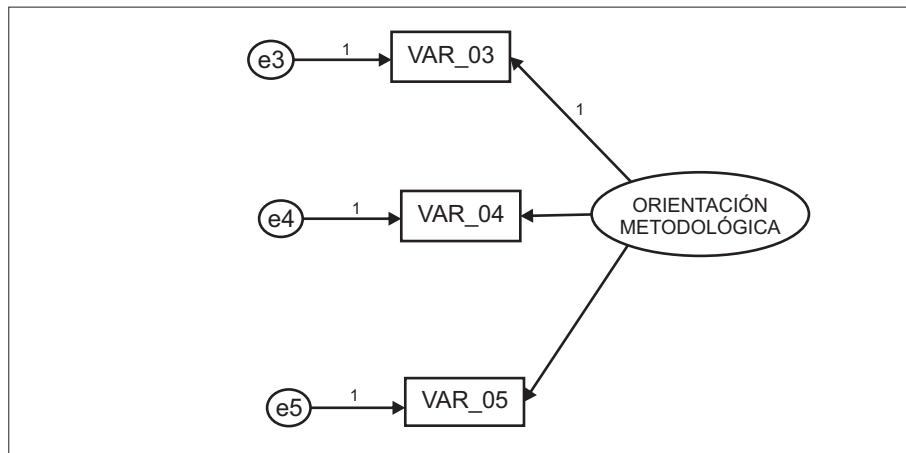 e3
1
VAR_03
1
e4
1
VAR_04
ORIENTACIÓN
METODOLÓGICA
e5
1
VAR_05